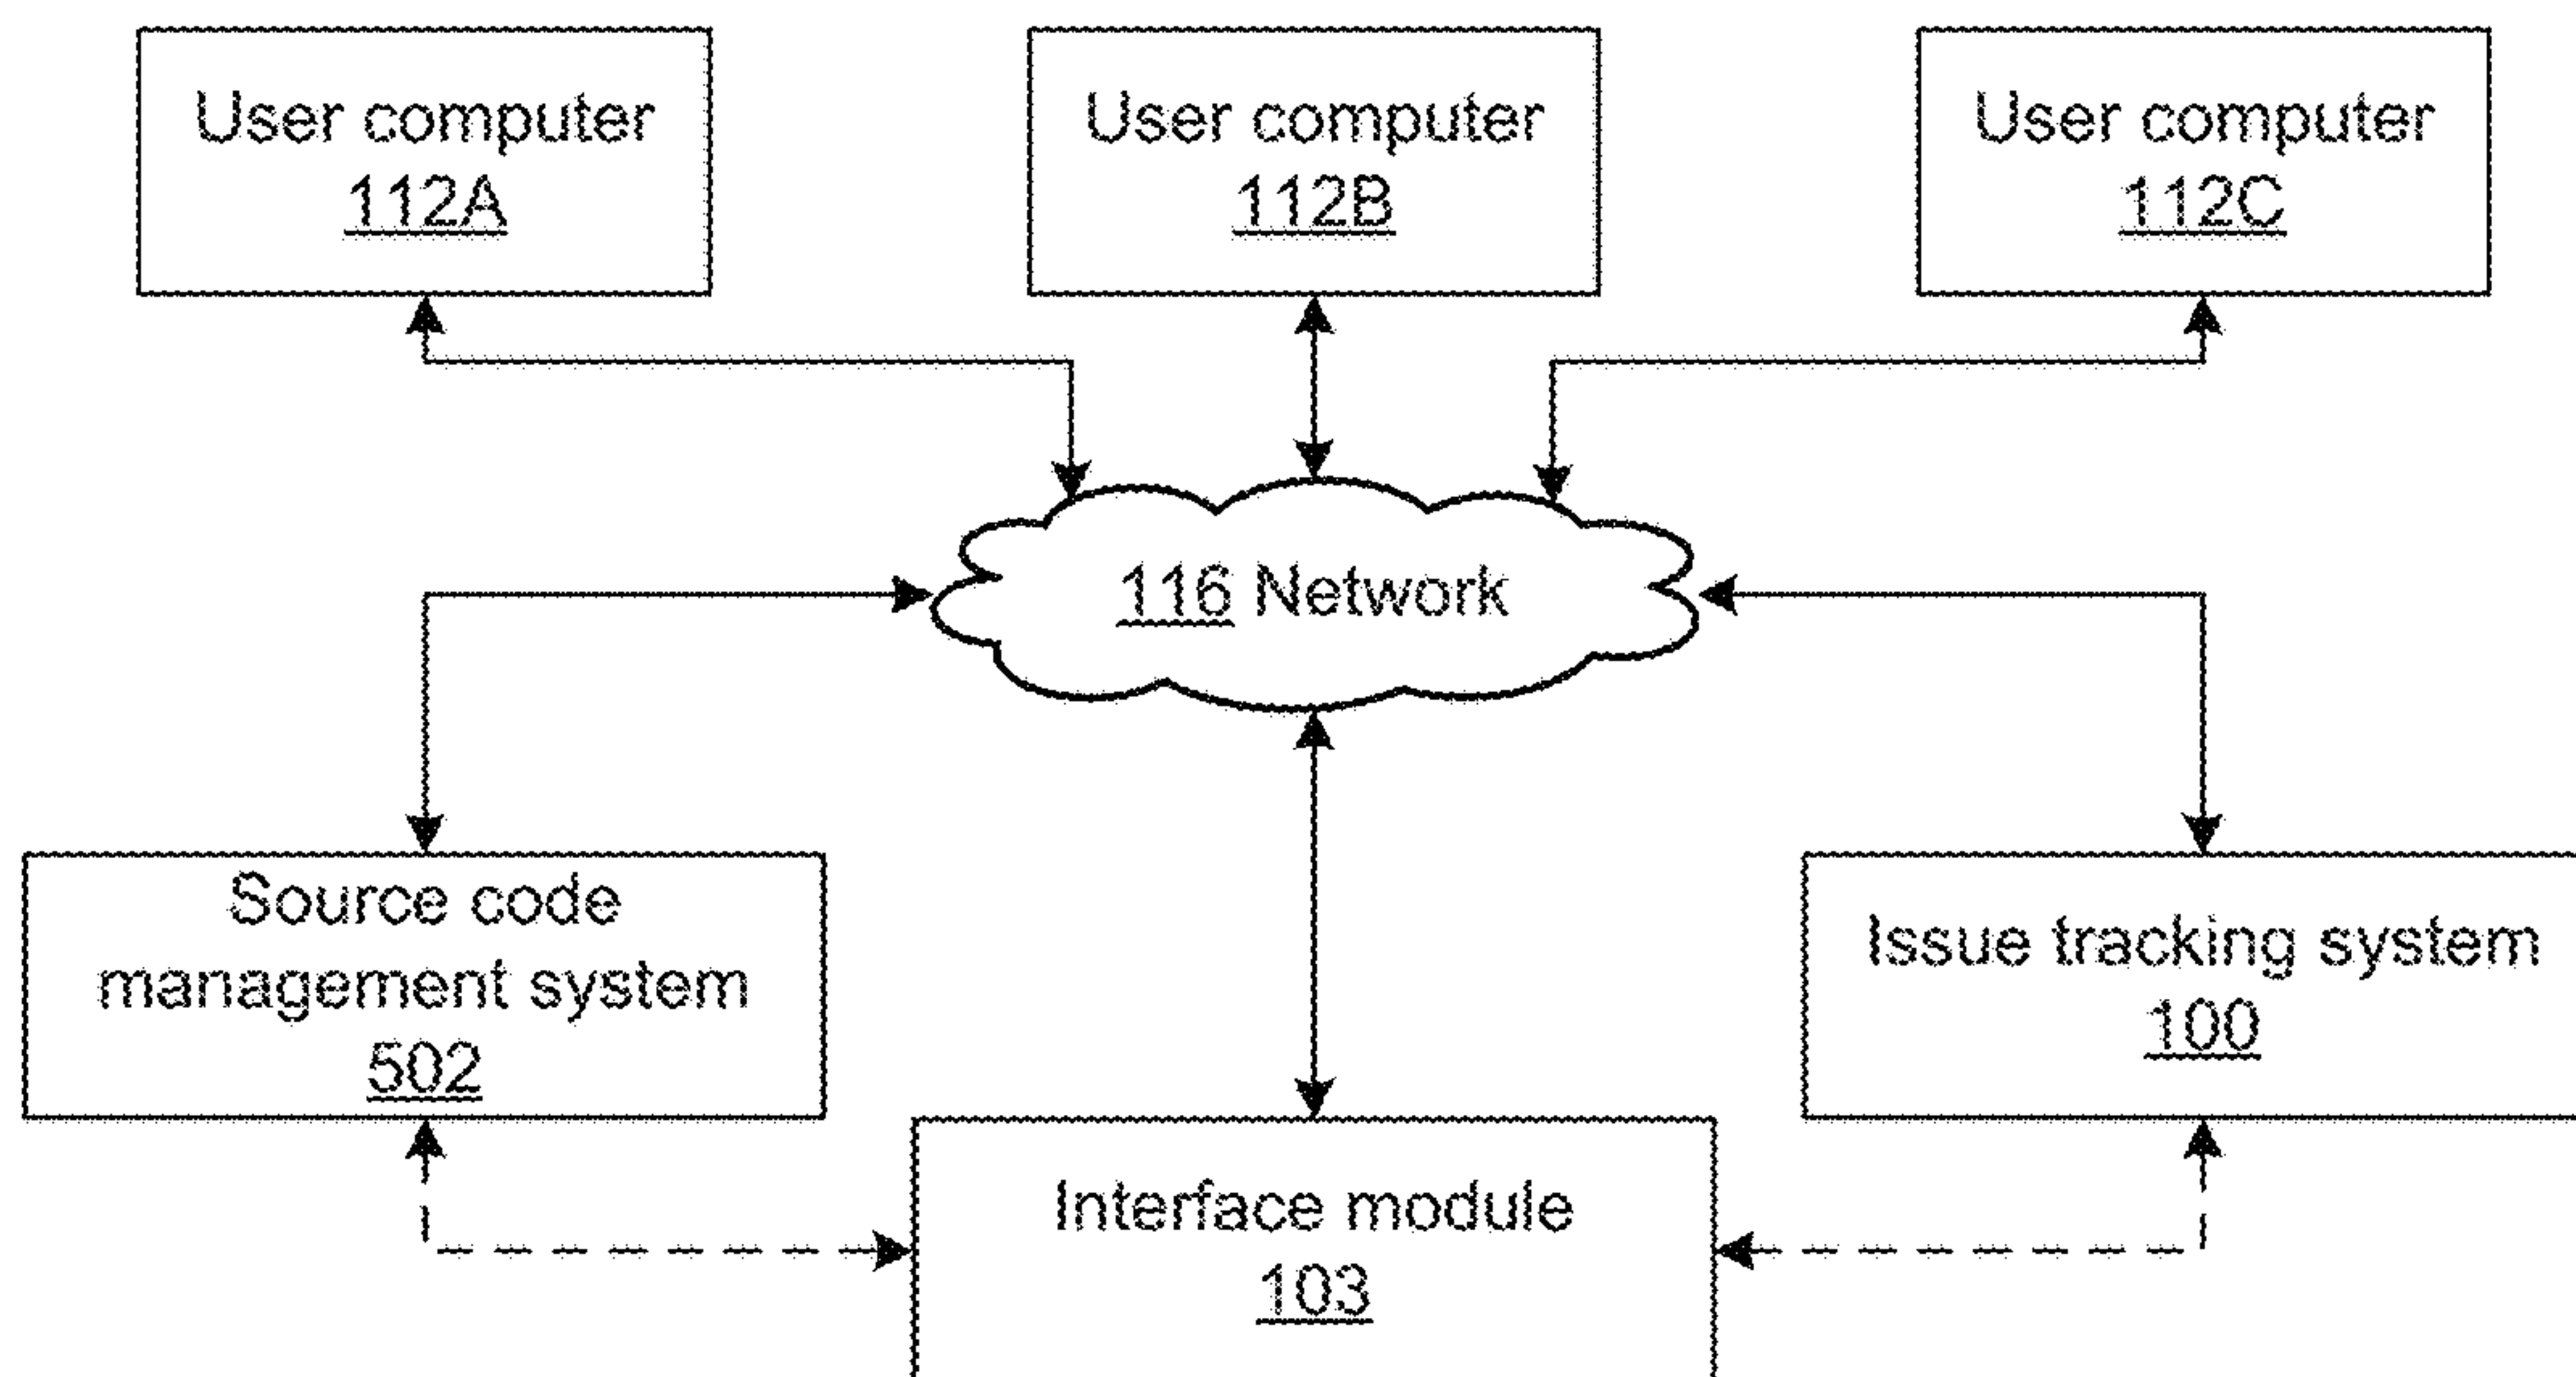 User computer
112A
User computer
112B
User computer
112C
116 Network
Source code
management system
502
Issue tracking system
100
Interface module
103